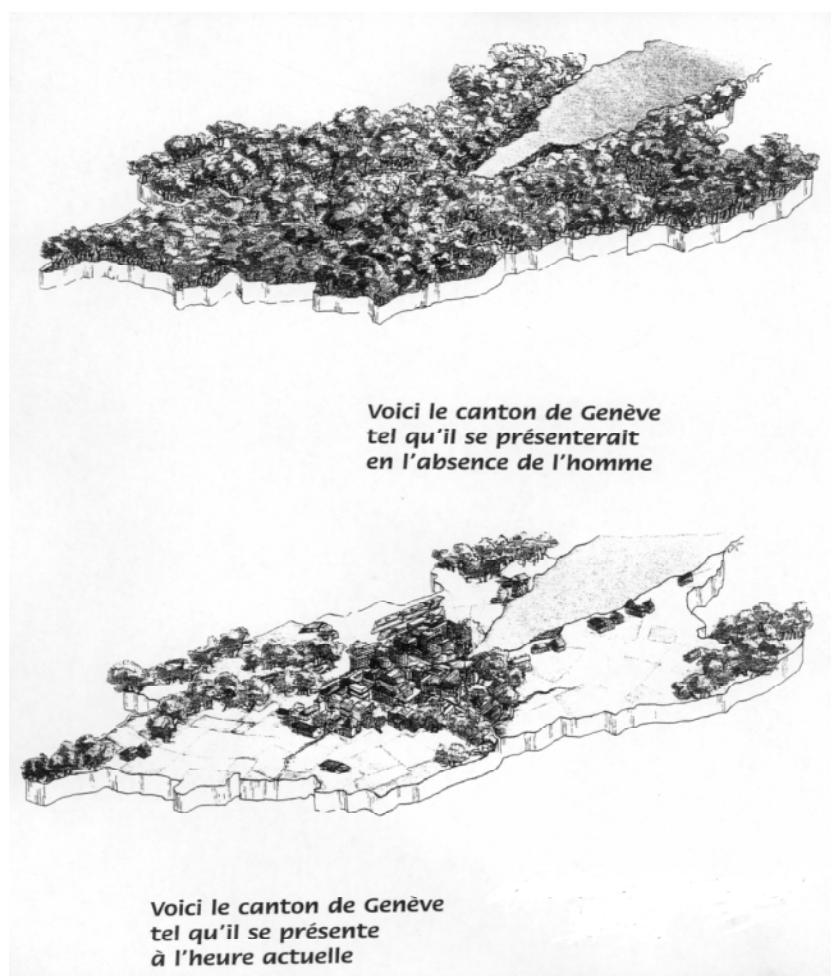 Voici le canton de Genève
tel qu'il se présenterait
en l'absence de l'homme
Voici le canton de Genève
tel qu'il se présente
à l'heure actuelle